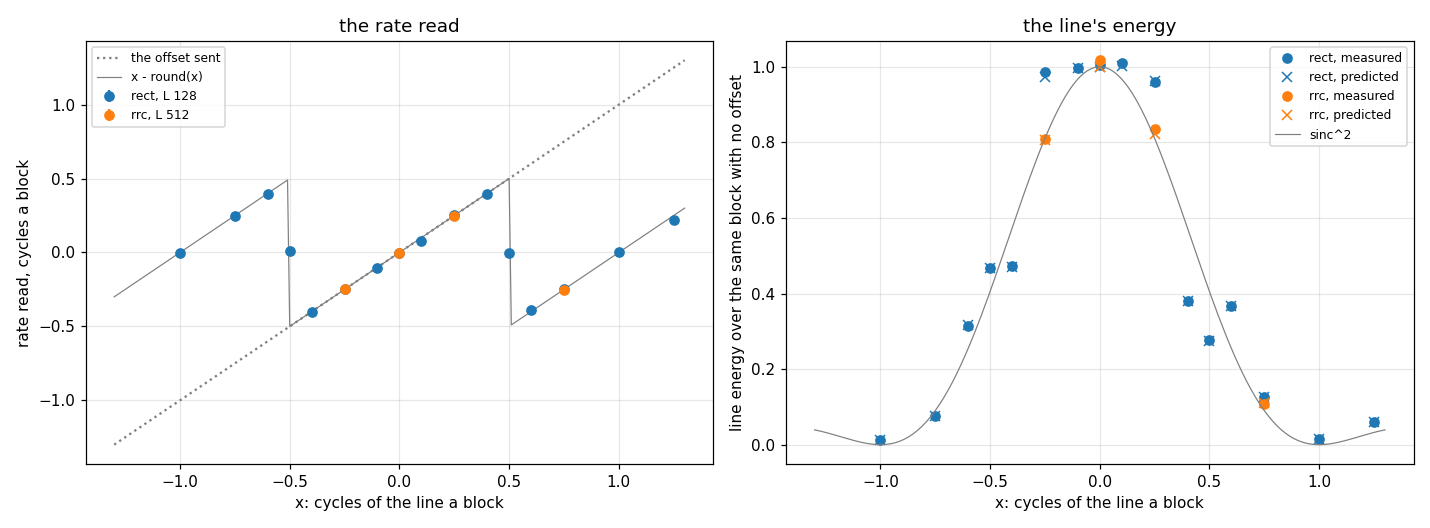 the rate read
the offset sent
x - round(x)
rect, L 128
rrc, L 512
rate read, cycles a block
1.0
0.5
0.0
−0.5
−1.0
−1.0
−0.5
0.0
0.5
1.0
x: cycles of the line a block
the line's energy
rect, measured
rect, predicted
rrc, measured
rrc, predicted
sinc^2
line energy over the same block with no offset
1.0
0.8
0.6
0.4
0.2
0.0
−1.0
−0.5
0.0
0.5
1.0
x: cycles of the line a block